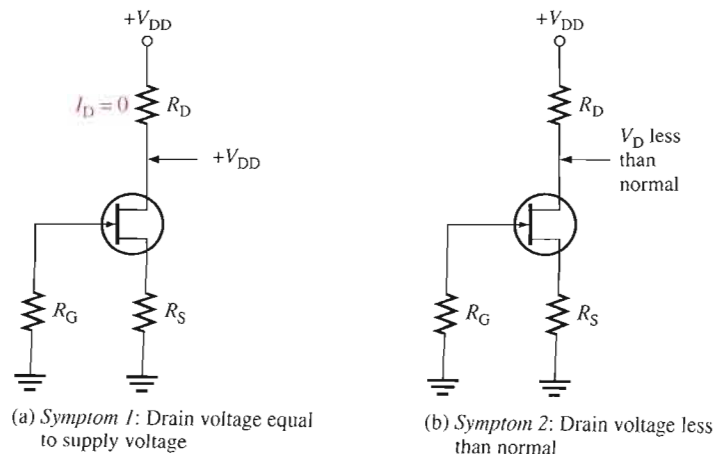 +VDD
ID = 0
RD
+VDD
RG
RS
(a) Symptom 1: Drain voltage equal
to supply voltage
+VDD
RD
VD less
than
normal
RG
RS
(b) Symptom 2: Drain voltage less
than normal